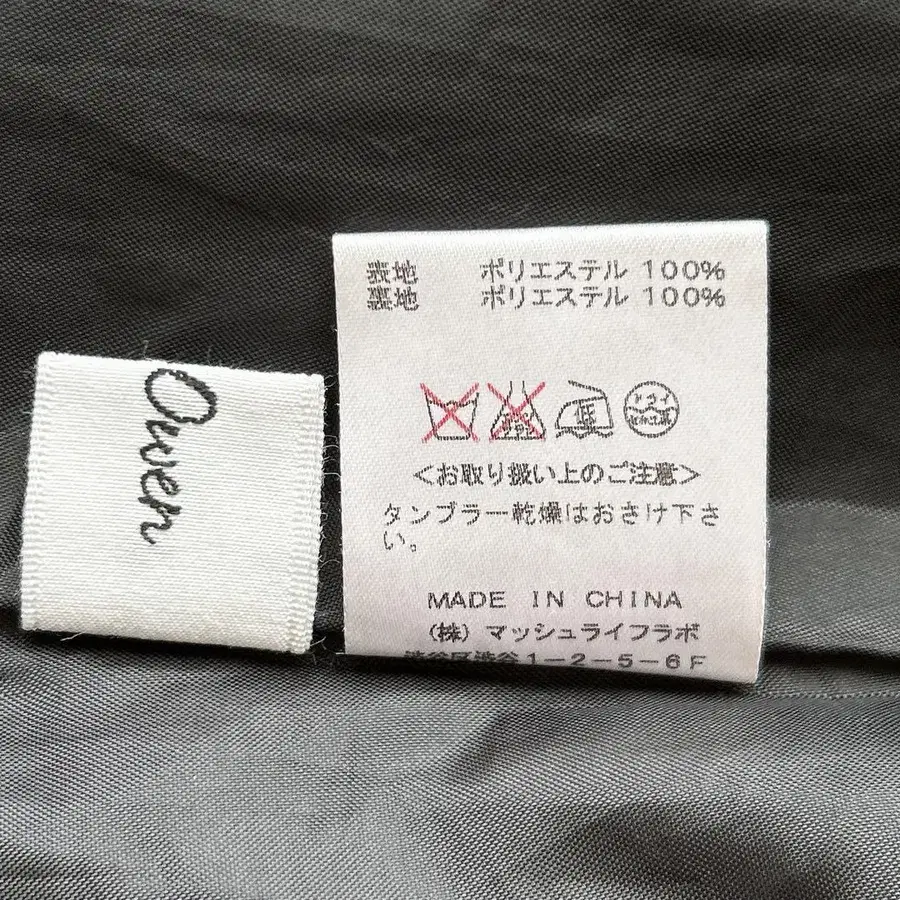 Owen
表地 ポリエステル 100%
裏地 ポリエステル 100%
低
ドライ
<お取り扱い上のご注意>
タンブラー乾燥はおさけ下さ
い。
MADE IN CHINA
(株) マッシュライフラボ
渋谷区渋谷1-2-5-6F